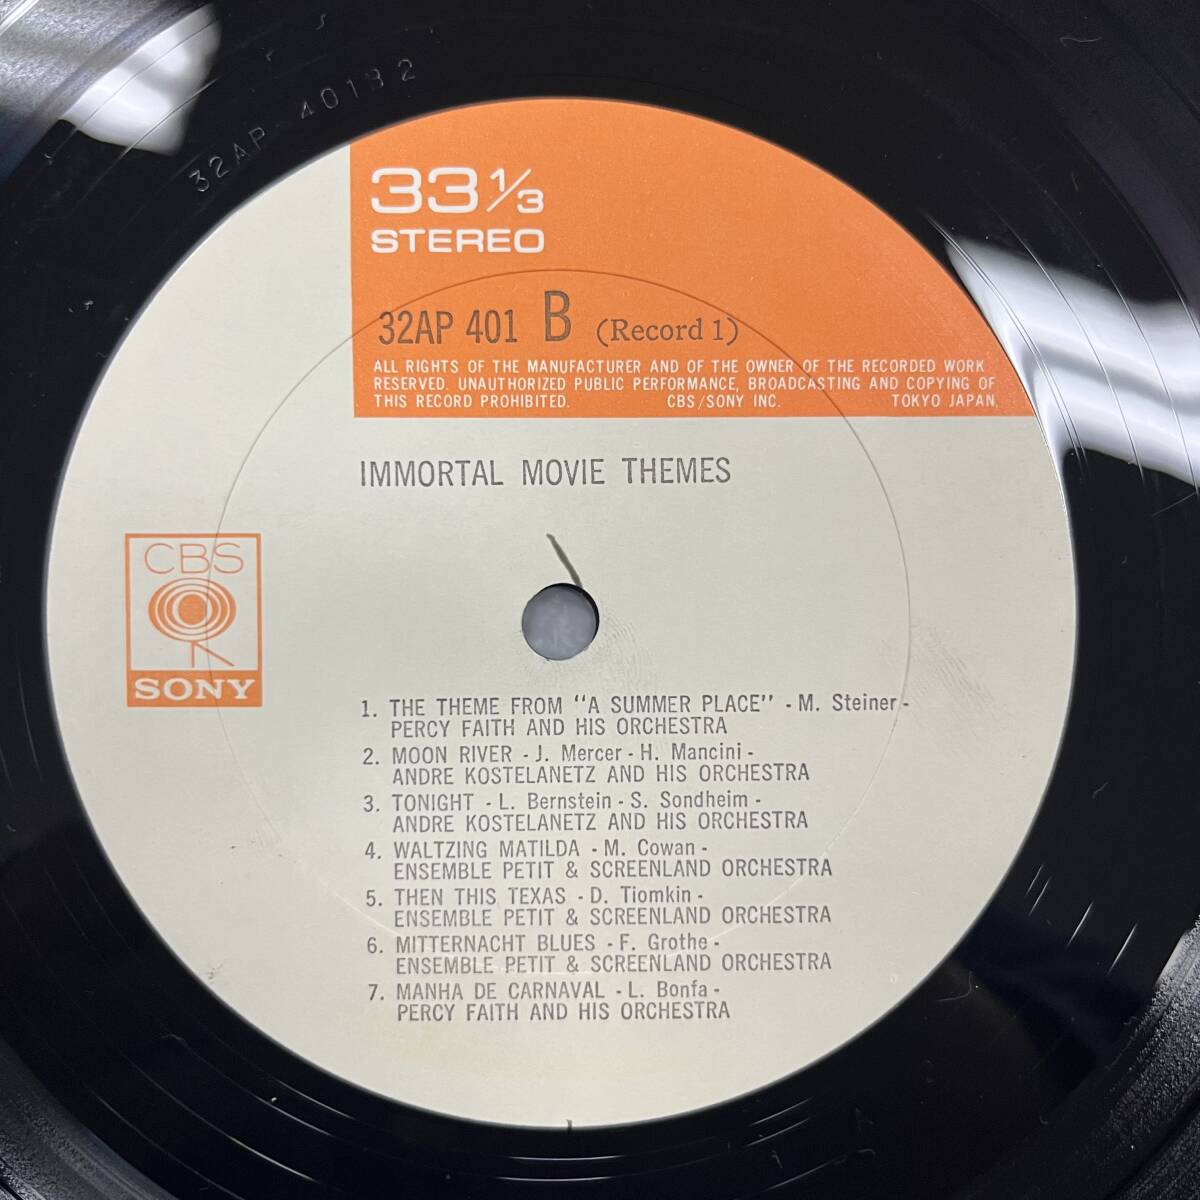 32AP 401B2
33 1/3
STEREO
32AP 401 B (Record 1)
ALL RIGHTS OF THE MANUFACTURER AND OF THE OWNER OF THE RECORDED WORK
RESERVED. UNAUTHORIZED PUBLIC PERFORMANCE, BROADCASTING AND COPYING OF
THIS RECORD PROHIBITED. CBS/SONY INC. TOKYO JAPAN.
IMMORTAL MOVIE THEMES
CBS
SONY
1. THE THEME FROM "A SUMMER PLACE" - M. Steiner -
PERCY FAITH AND HIS ORCHESTRA
2. MOON RIVER - J. Mercer - H. Mancini -
ANDRE KOSTELANETZ AND HIS ORCHESTRA
3. TONIGHT - L. Bernstein - S. Sondheim -
ANDRE KOSTELANETZ AND HIS ORCHESTRA
4. WALTZING MATILDA - M. Cowan -
ENSEMBLE PETIT & SCREENLAND ORCHESTRA
5. THEN THIS TEXAS - D. Tiomkin -
ENSEMBLE PETIT & SCREENLAND ORCHESTRA
6. MITTERNACHT BLUES - F. Grothe -
ENSEMBLE PETIT & SCREENLAND ORCHESTRA
7. MANHA DE CARNAVAL - L. Bonfa -
PERCY FAITH AND HIS ORCHESTRA